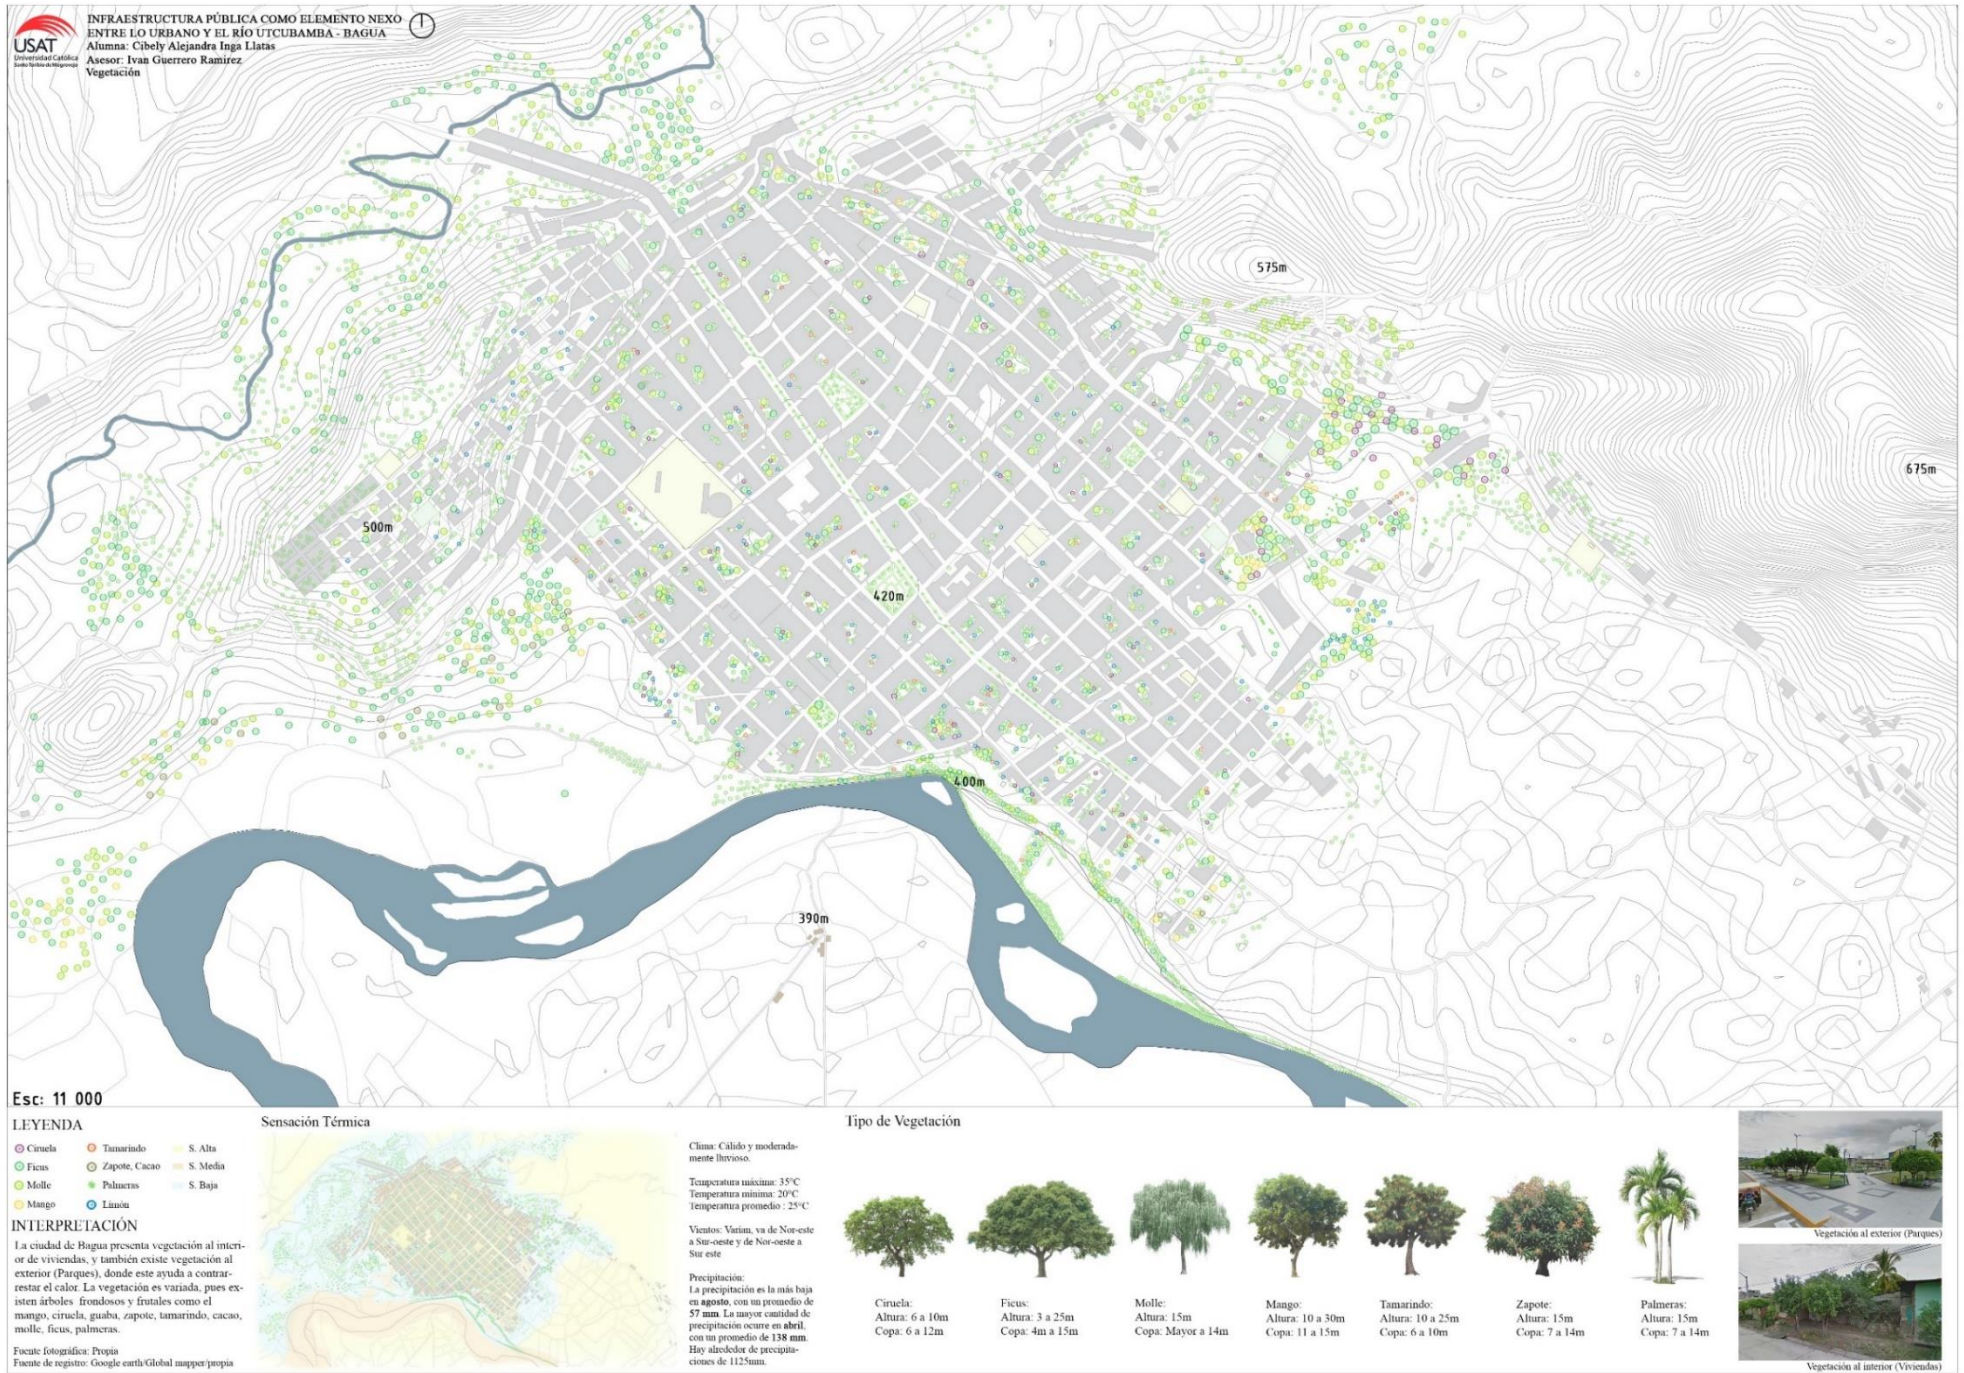 USAT
Universidad Católica
Santo Toribio de Mogrovejo
INFRAESTRUCTURA PÚBLICA COMO ELEMENTO NEXO
ENTRE LO URBANO Y EL RÍO UTCUBAMBA - BAGUA
Alumna: Cibely Alejandra Inga Llatas
Asesor: Ivan Guerrero Ramirez
Vegetación
575m
675m
500m
420m
400m
390m
Esc: 11 000
LEYENDA
Ciruela
Ficus
Molle
Mango
Tamarindo
Zapote, Cacao
Palmeras
Limón
S. Alta
S. Media
S. Baja
INTERPRETACIÓN
La ciudad de Bagua presenta vegetación al interi-
or de viviendas, y también existe vegetación al
exterior (Parques), donde este ayuda a contrar-
restar el calor. La vegetación es variada, pues ex-
isten árboles frondosos y frutales como el
mango, ciruela, guaba, zapote, tamarindo, cacao,
molle, ficus, palmeras.
Fuente fotográfica: Propia
Fuente de registro: Google earth/Global mapper/propia
Sensación Térmica
Clima: Cálido y moderada-
mente lluvioso.
Temperatura máxima: 35°C
Temperatura mínima: 20°C
Temperatura promedio : 25°C
Vientos: Varian, va de Nor-este
a Sur-oeste y de Nor-oeste a
Sur este
Precipitación:
La precipitación es la más baja
en agosto, con un promedio de
57 mm. La mayor cantidad de
precipitación ocurre en abril,
con un promedio de 138 mm.
Hay alrededor de precipita-
ciones de 1125mm.
Tipo de Vegetación
Ciruela:
Altura: 6 a 10m
Copa: 6 a 12m
Ficus:
Altura: 3 a 25m
Copa: 4m a 15m
Molle:
Altura: 15m
Copa: Mayor a 14m
Mango:
Altura: 10 a 30m
Copa: 11 a 15m
Tamarindo:
Altura: 10 a 25m
Copa: 6 a 10m
Zapote:
Altura: 15m
Copa: 7 a 14m
Palmeras:
Altura: 15m
Copa: 7 a 14m
Vegetación al exterior (Parques)
Vegetación al interior (Viviendas)